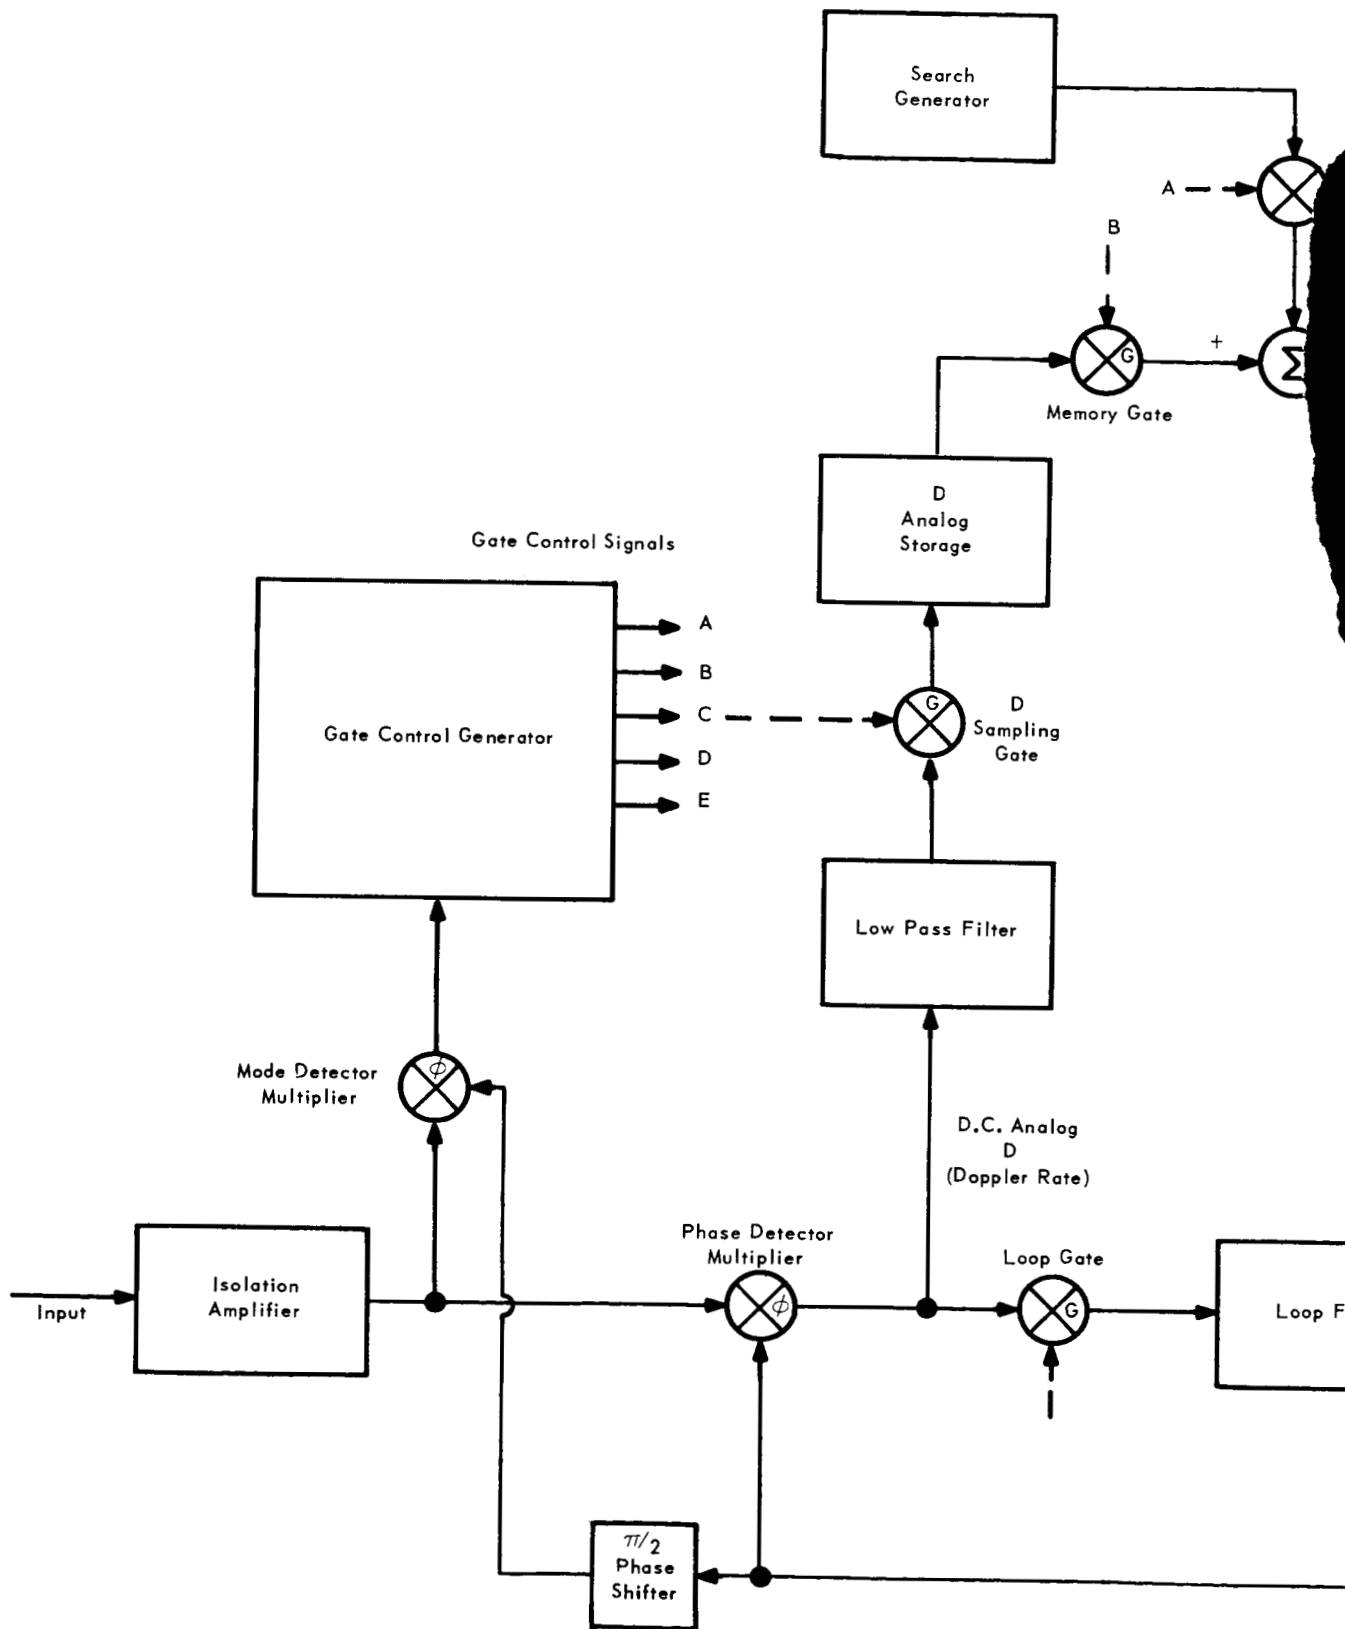 Search
Generator
A
B
G
+
Σ
Memory Gate
D
Analog
Storage
Gate Control Signals
A
B
C
D
E
Gate Control Generator
G
D
Sampling
Gate
Low Pass Filter
Mode Detector
Multiplier
ϕ
D.C. Analog
D
(Doppler Rate)
Phase Detector
Multiplier
ϕ
Loop Gate
G
Input
Isolation
Amplifier
Loop F
π/2
Phase
Shifter